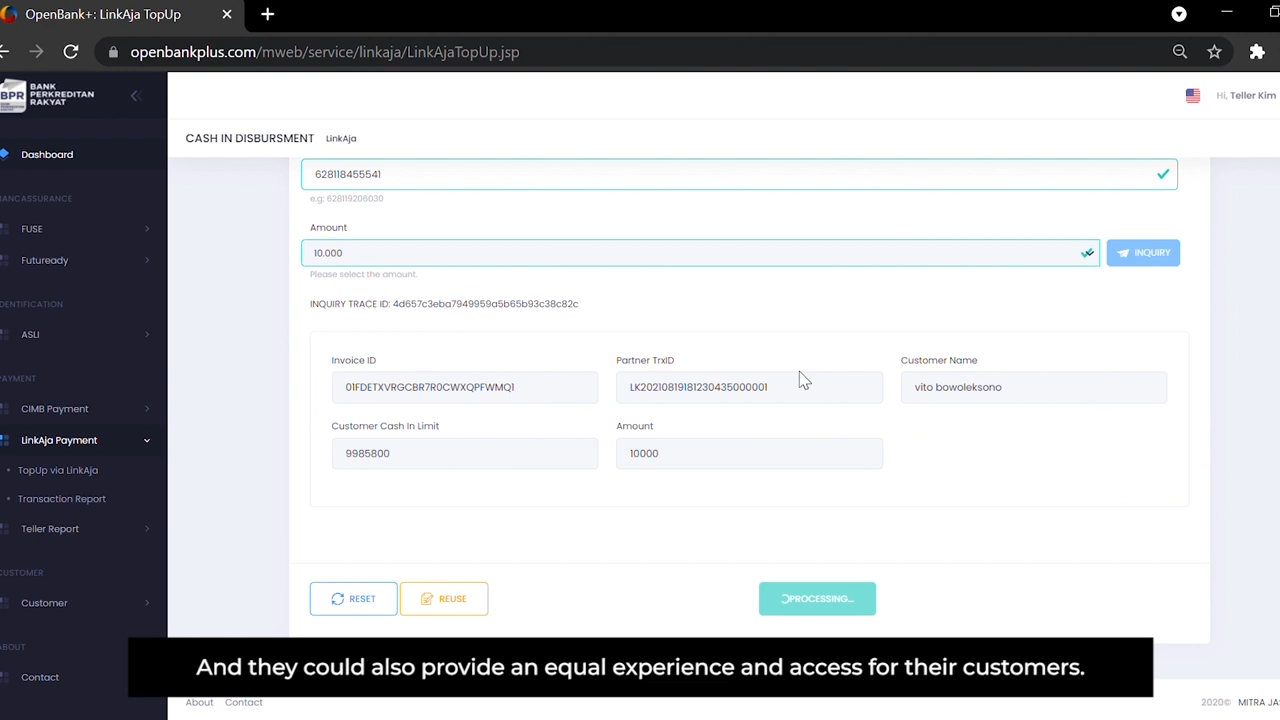 OpenBank+: LinkAja TopUp
openbankplus.com/mweb/service/linkaja/LinkAjaTopUp.jsp
BPR
BANK
PERKREDITAN
RAKYAT
Hi, Teller Kim
CASH IN DISBURSMENT LinkAja
Dashboard
BANCASSURANCE
FUSE
Futuready
IDENTIFICATION
ASLI
PAYMENT
CIMB Payment
LinkAja Payment
TopUp via LinkAja
Transaction Report
Teller Report
CUSTOMER
Customer
ABOUT
Contact
628118455541
e.g: 628119206030
Amount
10.000
INQUIRY
Please select the amount.
INQUIRY TRACE ID: 4d657c3eba7949959a5b65b93c38c82c
Invoice ID Partner TrxID Customer Name
01FDETXVRGCBR7R0CWXQPFWMQ1 LK20210819181230435000001 vito bowoleksono
Customer Cash In Limit Amount
9985800 10000
RESET REUSE PROCESSING...
And they could also provide an equal experience and access for their customers.
About Contact 2020© MITRA